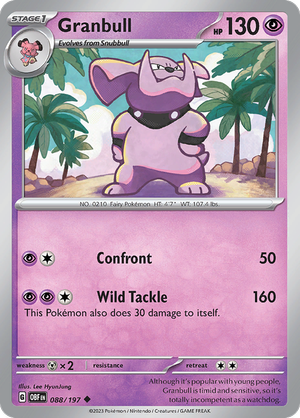 STAGE 1 Granbull HP 130
Evolves from Snubbull
NO. 0210 Fairy Pokémon HT: 4'7" WT: 107.4 lbs.
Confront 50
Wild Tackle 160
This Pokémon also does 30 damage to itself.
weakness ×2 resistance retreat
Illus. Lee HyunJung
G OBF EN 088/197
Although it's popular with young people,
Granbull is timid and sensitive, so it's
totally incompetent as a watchdog.
©2023 Pokémon / Nintendo / Creatures / GAME FREAK